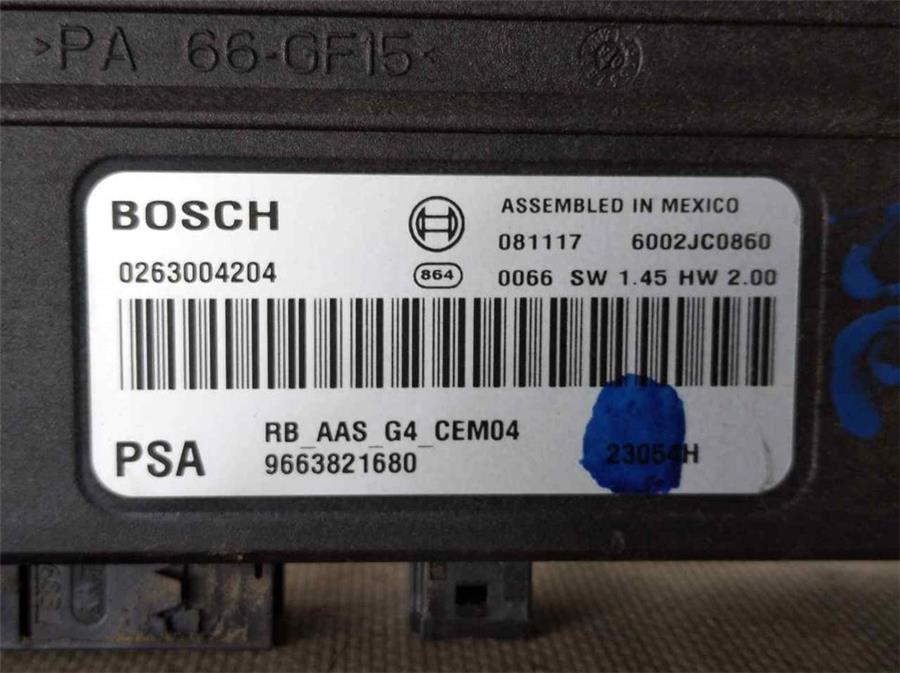 >PA 66-GF15<
BOSCH
ASSEMBLED IN MEXICO
081117 6002JC0860
0263004204
864
0066 SW 1.45 HW 2.00
RB_AAS_G4_CEM04
PSA
9663821680
23054H